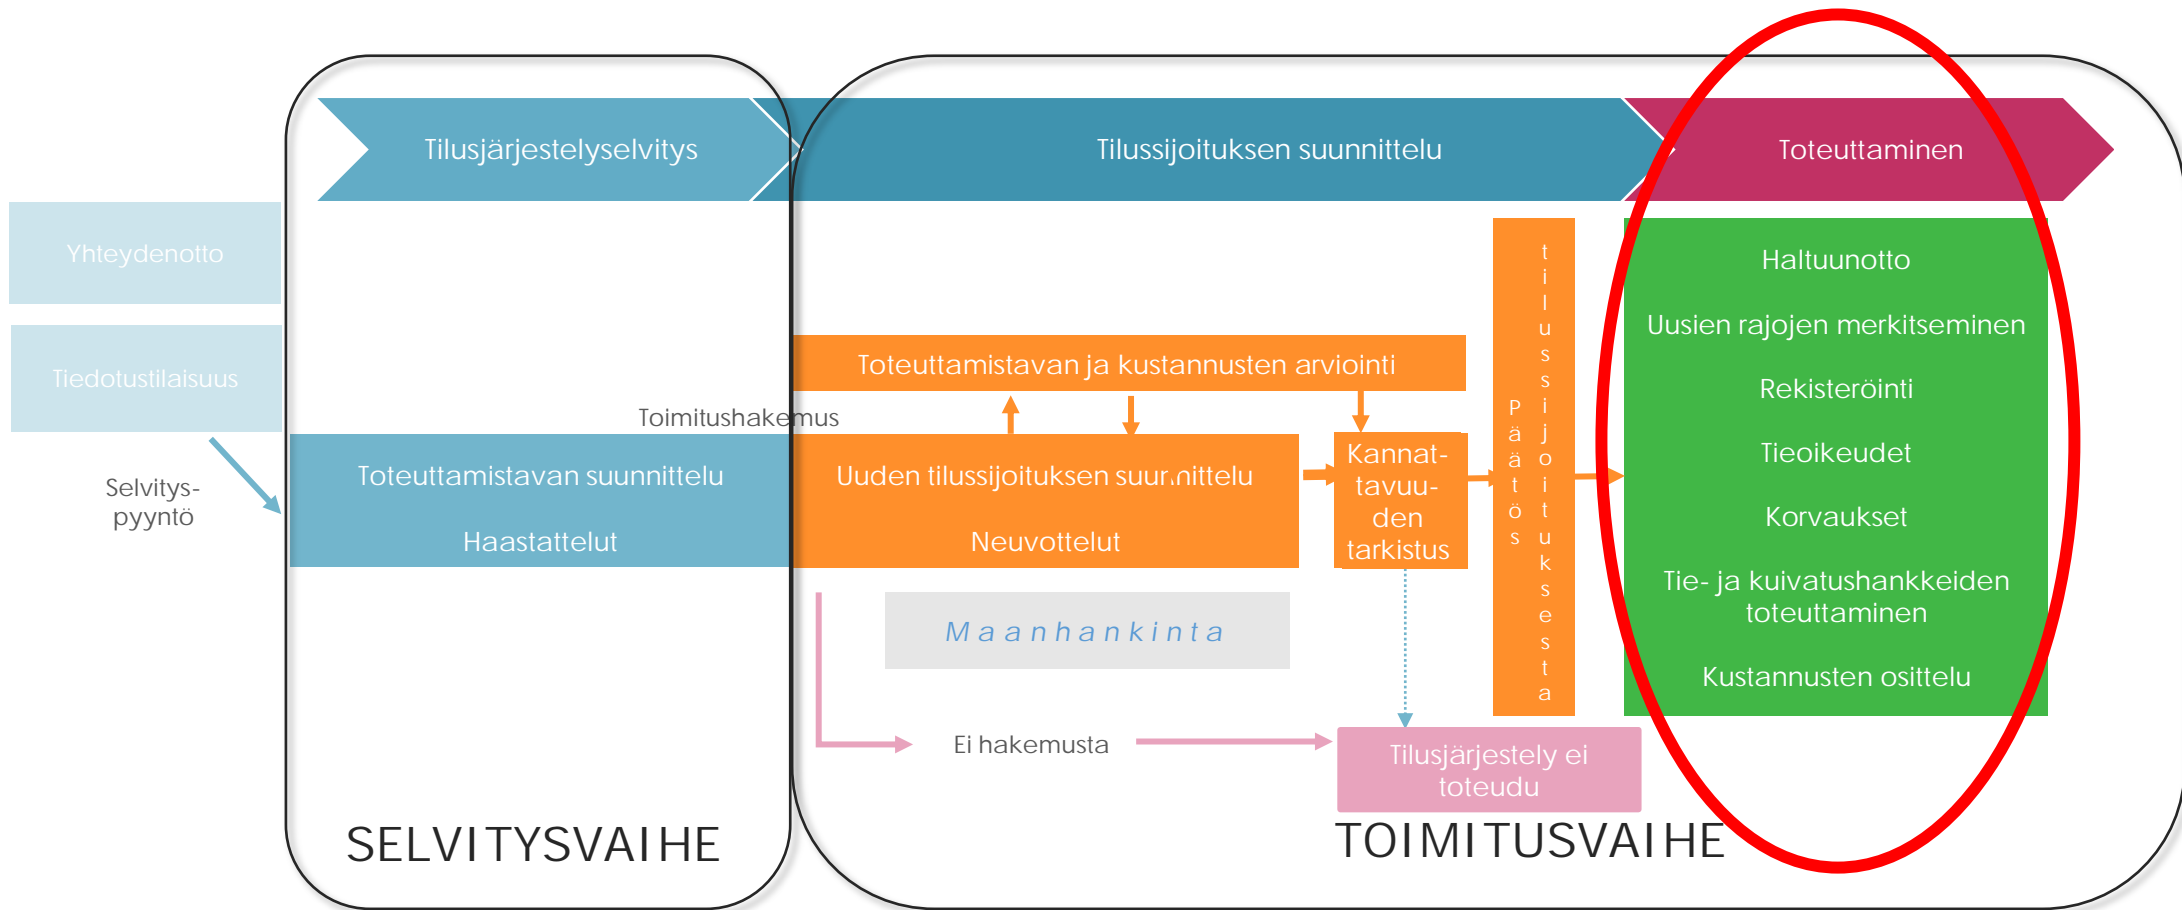 Tilusjärjestelyselvitys
Tilussijoituksen suunnittelu
Toteuttaminen
Yhteydenotto
Tiedotustilaisuus
Selvitys-
pyyntö
Toimitushakemus
Toteuttamistavan suunnittelu
Haastattelut
Toteuttamistavan ja kustannusten arviointi
Uuden tilussijoituksen suunnittelu
Neuvottelut
Maanhankinta
Ei hakemusta
Kannat-
tavuu-
den
tarkistus
Päätös
tilussijoituksesta
Tilusjärjestely ei
toteudu
Haltuunotto
Uusien rajojen merkitseminen
Rekisteröinti
Tieoikeudet
Korvaukset
Tie- ja kuivatushankkeiden
toteuttaminen
Kustannusten osittelu
SELVITYSVAIHE
TOIMITUSVAIHE